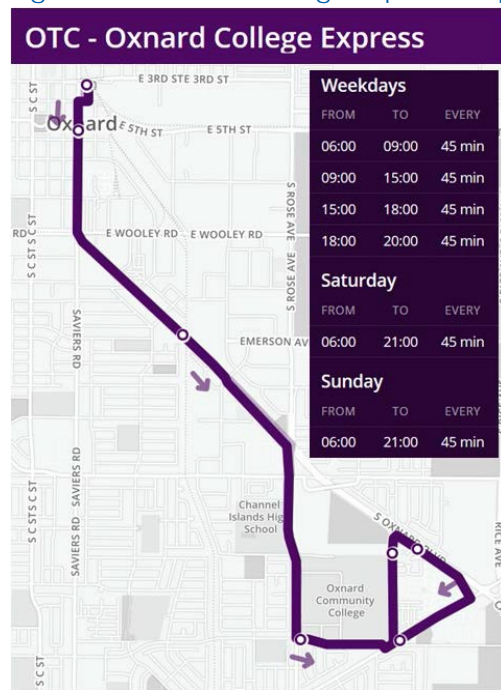 OTC - Oxnard College Express
Weekdays
FROM TO EVERY
06:00 09:00 45 min
09:00 15:00 45 min
15:00 18:00 45 min
18:00 20:00 45 min
Saturday
FROM TO EVERY
06:00 21:00 45 min
Sunday
FROM TO EVERY
06:00 21:00 45 min
E 3RD STE 3RD ST
S C ST
Oxnard
E 5TH ST
E 5TH ST
S C STS C ST
RD
E WOOLEY RD
E WOOLEY RD
S ROSE AVE
S ROSE AVE
SAVIERS RD
EMERSON AV
SAVIERS RD
SAVIERS RD
S C STS C ST
Channel
Islands Hig
School
S OXNARD BLVD
RICE AVE
Oxnard
Community
College
S C ST